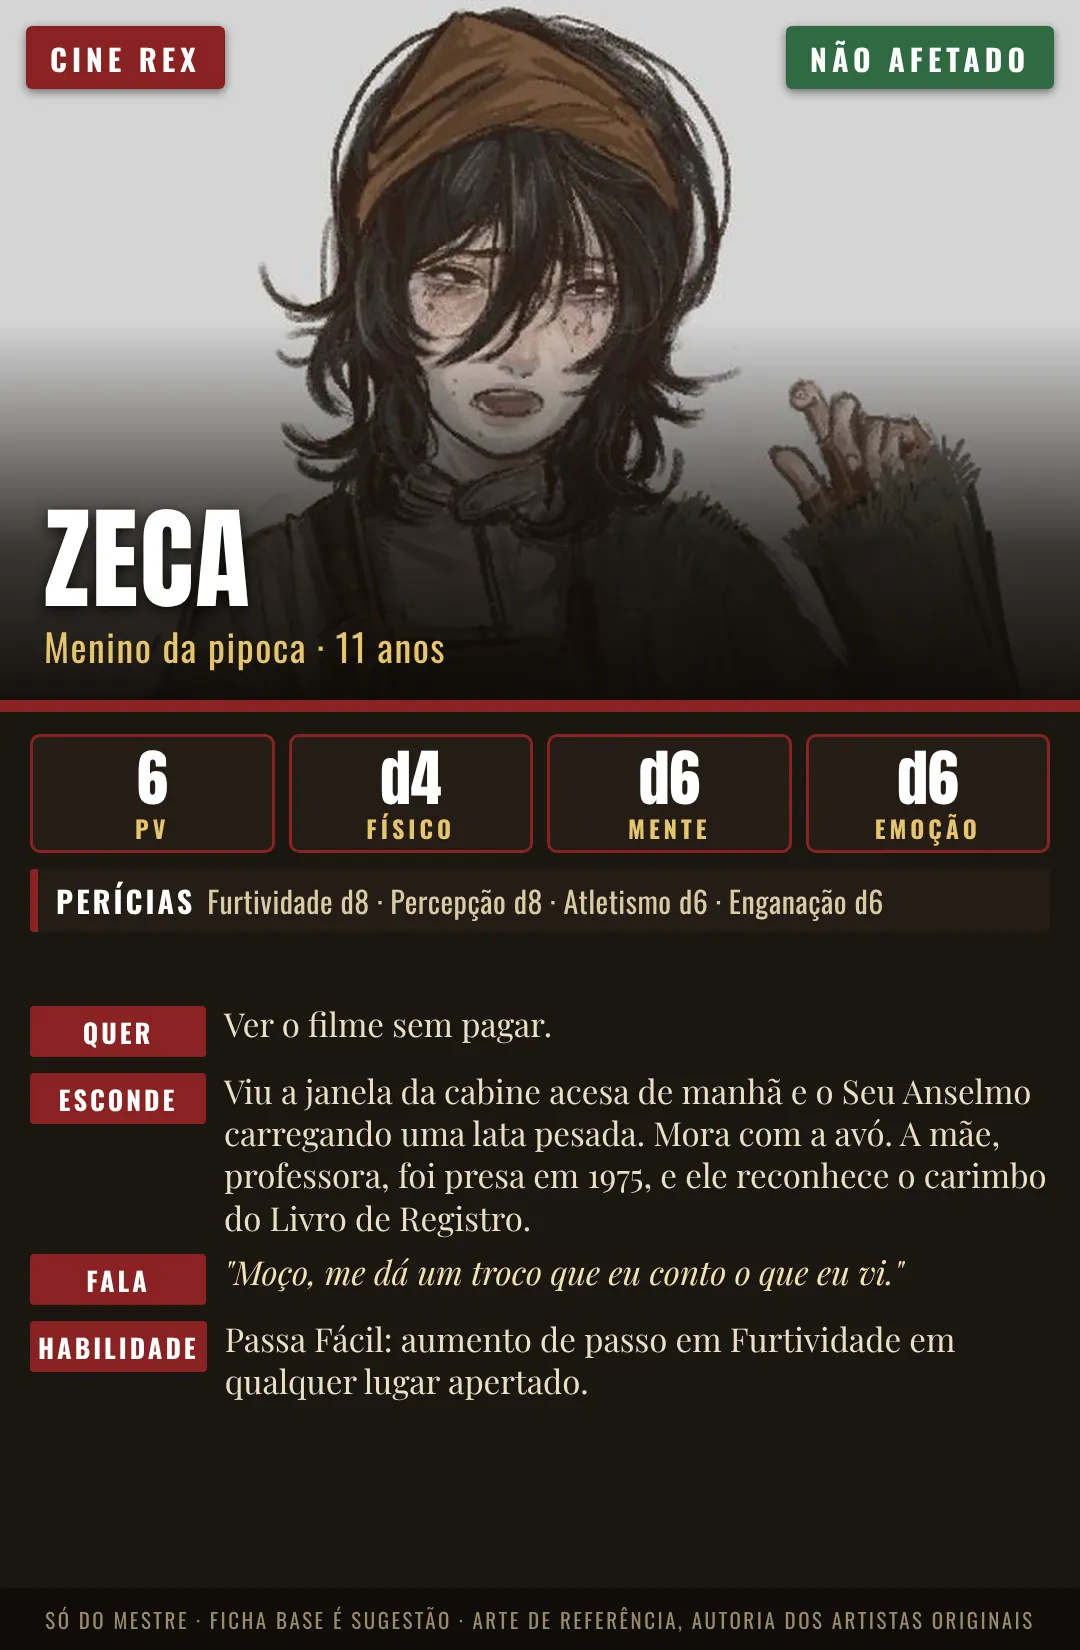 CINE REX
NÃO AFETADO
ZECA
Menino da pipoca · 11 anos
6
PV
d4
FÍSICO
d6
MENTE
d6
EMOÇÃO
PERÍCIAS Furtividade d8 · Percepção d8 · Atletismo d6 · Enganação d6
QUER
Ver o filme sem pagar.
ESCONDE
Viu a janela da cabine acesa de manhã e o Seu Anselmo
carregando uma lata pesada. Mora com a avó. A mãe,
professora, foi presa em 1975, e ele reconhece o carimbo
do Livro de Registro.
FALA
"Moço, me dá um troco que eu conto o que eu vi."
HABILIDADE
Passa Fácil: aumento de passo em Furtividade em
qualquer lugar apertado.
SÓ DO MESTRE · FICHA BASE É SUGESTÃO · ARTE DE REFERÊNCIA, AUTORIA DOS ARTISTAS ORIGINAIS